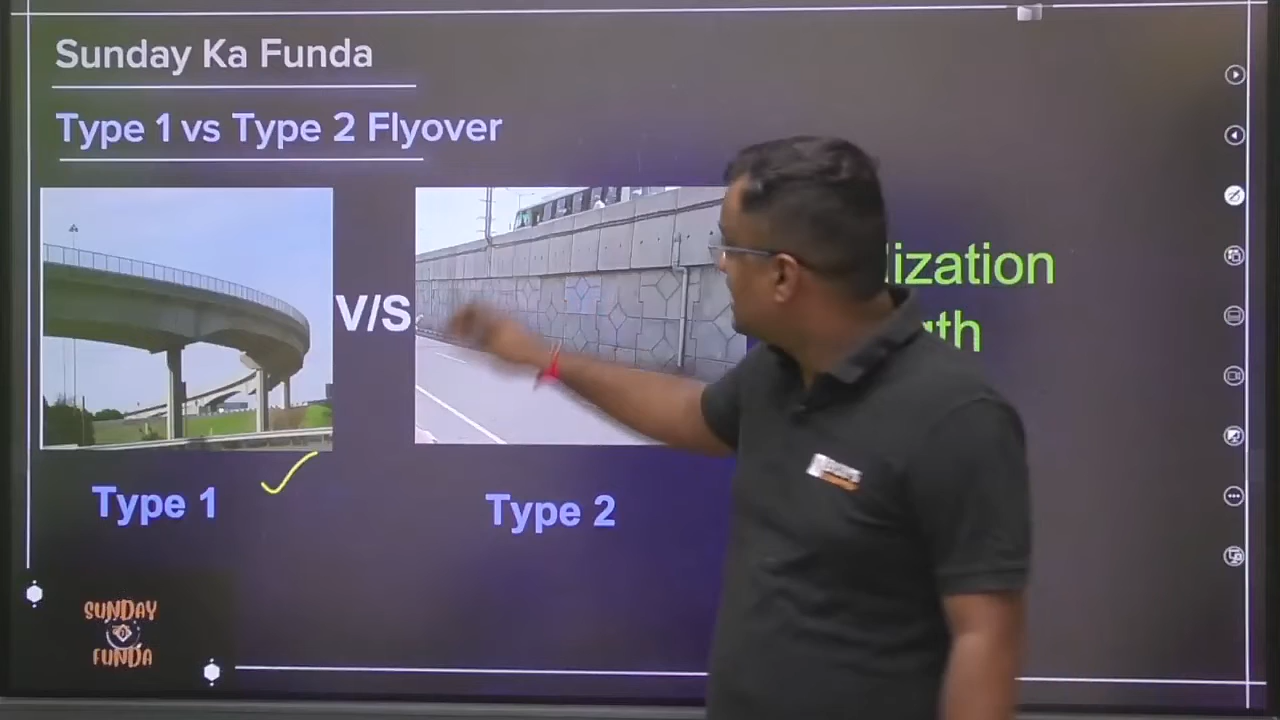 Sunday Ka Funda
Type 1 vs Type 2 Flyover
V/S
Type 1
Type 2
SUNDAY
FUNDA